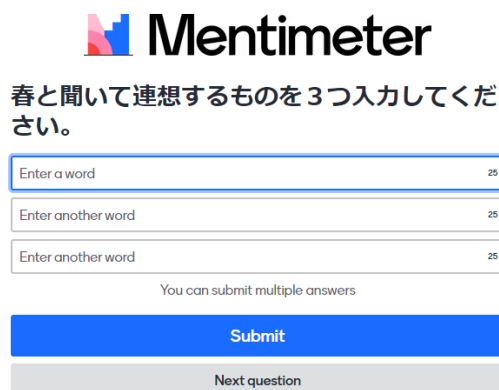 Mentimeter
春と聞いて連想するものを３つ入力してくだ
さい。
Enter a word
25
Enter another word
25
Enter another word
25
You can submit multiple answers
Submit
Next question